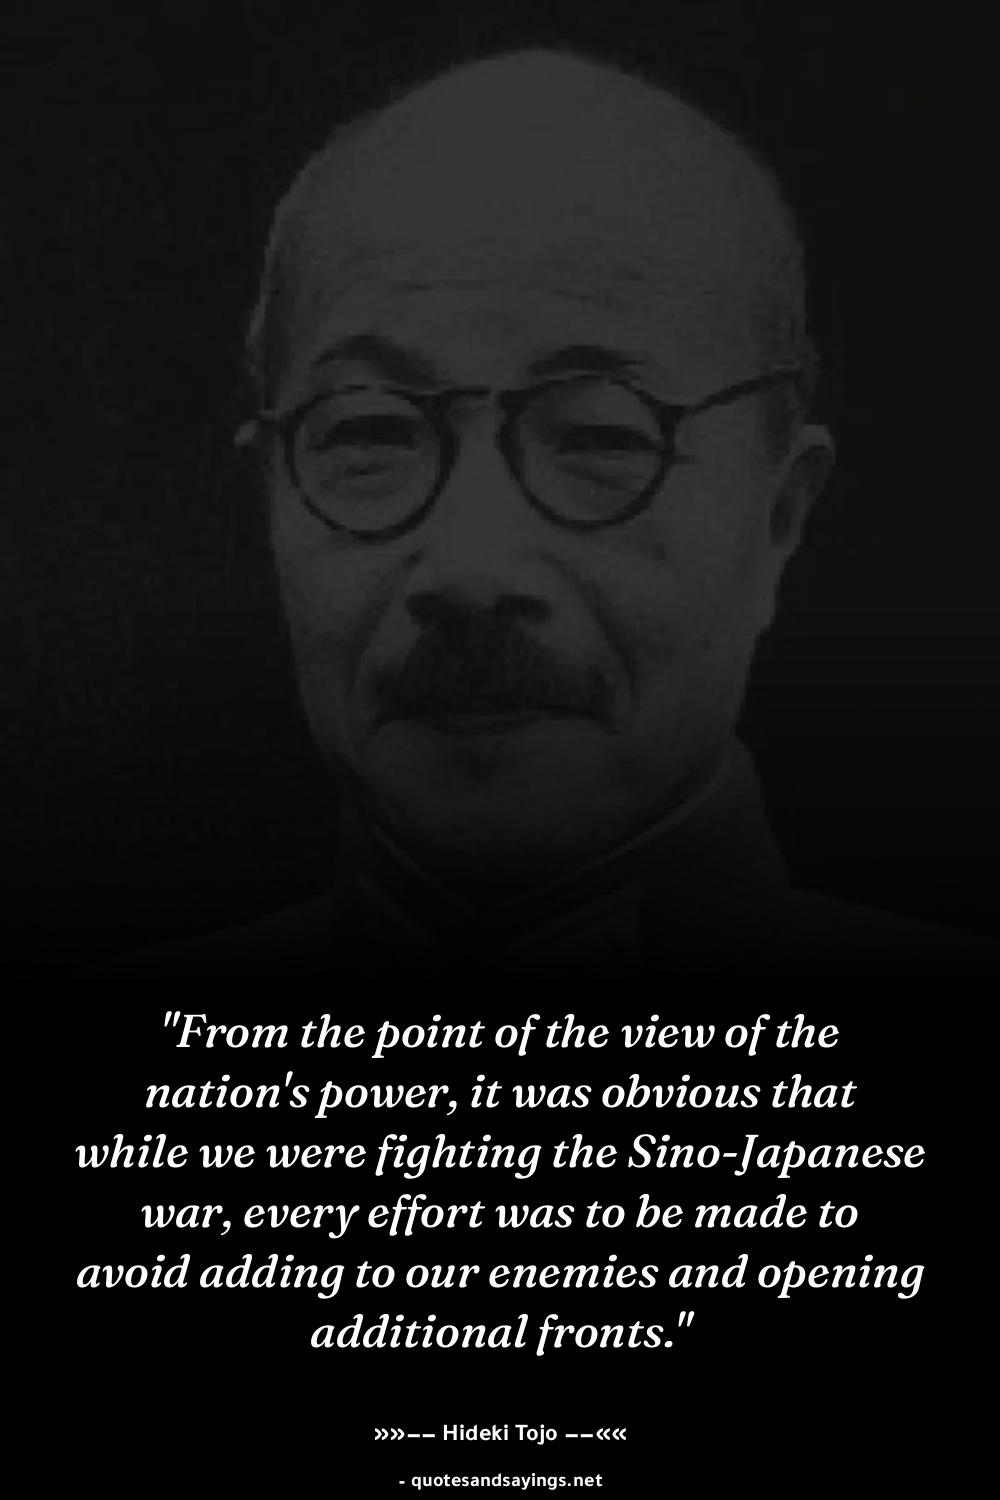 "From the point of the view of the
nation's power, it was obvious that
while we were fighting the Sino-Japanese
war, every effort was to be made to
avoid adding to our enemies and opening
additional fronts."
»»−− Hideki Tojo −−««
- quotesandsayings.net